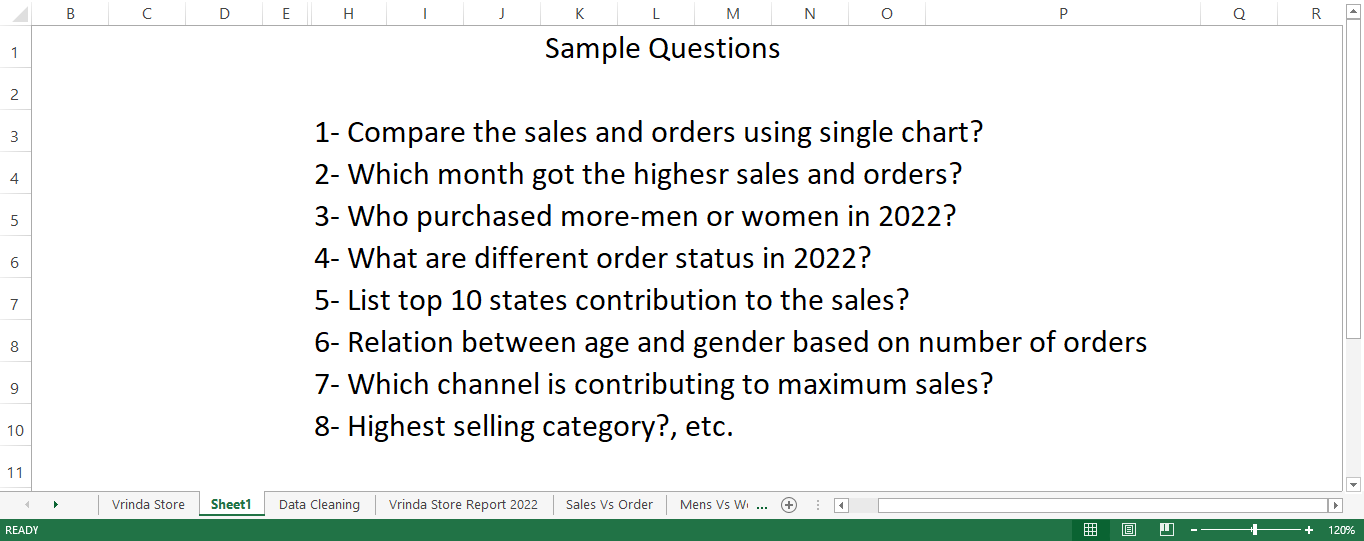 B C D E H I J K L M N O P Q R
1 Sample Questions
2
3 1- Compare the sales and orders using single chart?
4 2- Which month got the highesr sales and orders?
5 3- Who purchased more-men or women in 2022?
6 4- What are different order status in 2022?
7 5- List top 10 states contribution to the sales?
8 6- Relation between age and gender based on number of orders
9 7- Which channel is contributing to maximum sales?
10 8- Highest selling category?, etc.
11
Vrinda Store Sheet1 Data Cleaning Vrinda Store Report 2022 Sales Vs Order Mens Vs ...
READY 120%